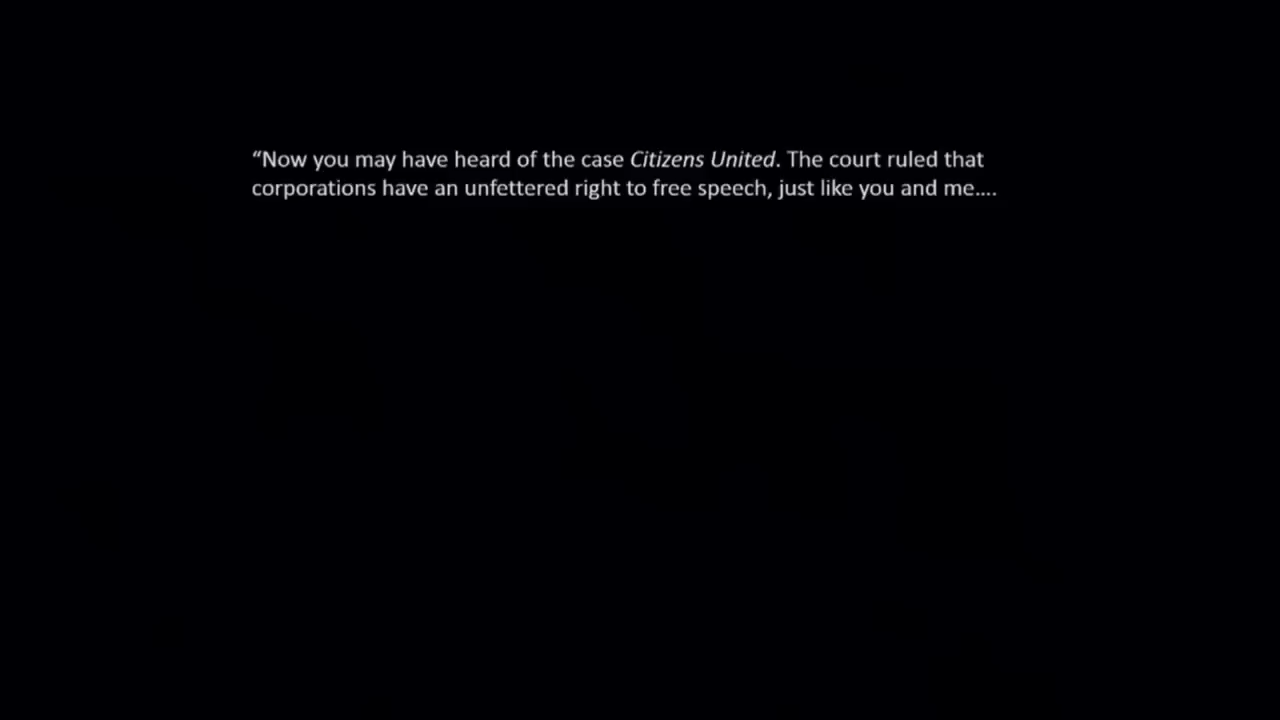 “Now you may have heard of the case Citizens United. The court ruled that
corporations have an unfettered right to free speech, just like you and me....